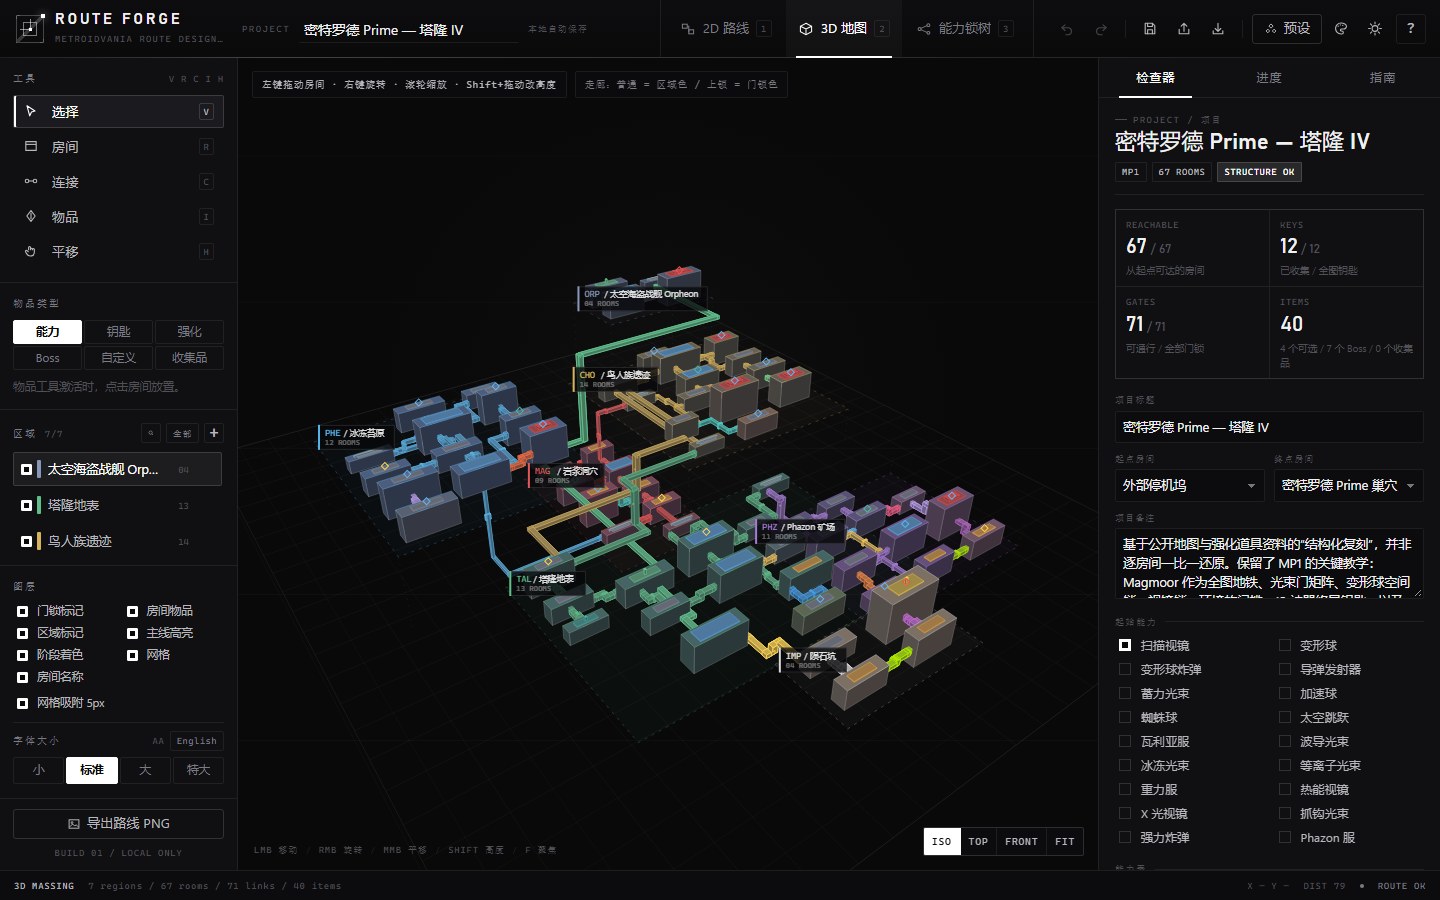 ROUTE FORGE
METROIDVANIA ROUTE DESIGN…
PROJECT
密特罗德 Prime — 塔隆 IV
本地自动保存
2D 路线 1
3D 地图 2
能力锁树 3
预设
?
工具
V R C I H
选择 V
房间 R
连接 C
物品 I
平移 H
物品类型
能力 钥匙 强化
Boss 自定义 收集品
物品工具激活时，点击房间放置。
区域 7/7
全部 +
太空海盗战舰 Orp... 04
塔隆地表 13
鸟人族遗迹 14
图层
门锁标记 房间物品
区域标记 主线高亮
阶段着色 网格
房间名称
网格吸附 5px
字体大小 AA English
小 标准 大 特大
导出路线 PNG
BUILD 01 / LOCAL ONLY
左键拖动房间 · 右键旋转 · 滚轮缩放 · Shift+拖动改高度
走廊: 普通 = 区域色 / 上锁 = 门锁色
ORP / 太空海盗战舰 Orpheon
04 ROOMS
CHO / 鸟人族遗迹
14 ROOMS
PHE / 冰冻苔原
12 ROOMS
MAG / 岩浆洞穴
09 ROOMS
PHZ / Phazon 矿场
11 ROOMS
TAL / 塔隆地表
13 ROOMS
IMP / 陨石坑
04 ROOMS
LMB 移动 / RMB 旋转 / MMB 平移 / SHIFT 高度 / F 聚焦
ISO TOP FRONT FIT
检查器 进度 指南
PROJECT / 项目
密特罗德 Prime — 塔隆 IV
MP1 67 ROOMS STRUCTURE OK
REACHABLE
67 / 67
从起点可达的房间
KEYS
12 / 12
已收集 / 全图钥匙
GATES
71 / 71
可通行 / 全部门锁
ITEMS
40
4 个可选 / 7 个 Boss / 0 个收集品
项目标题
密特罗德 Prime — 塔隆 IV
起点房间 终点房间
外部停机坞 密特罗德 Prime 巢穴
项目备注
基于公开地图与强化道具资料的“结构化复刻”，并非
逐房间一比一还原。保留了 MP1 的关键教学：
Magmoor 作为全图地铁、光束门矩阵、变形球空间
起始能力
扫描视镜 变形球
变形球炸弹 导弹发射器
蓄力光束 加速球
蜘蛛球 太空跳跃
瓦利亚服 波导光束
冰冻光束 等离子光束
重力服 热能视镜
X 光视镜 抓钩光束
强力炸弹 Phazon 服
3D MASSING 7 regions / 67 rooms / 71 links / 40 items
X — Y — DIST 79 ROUTE OK